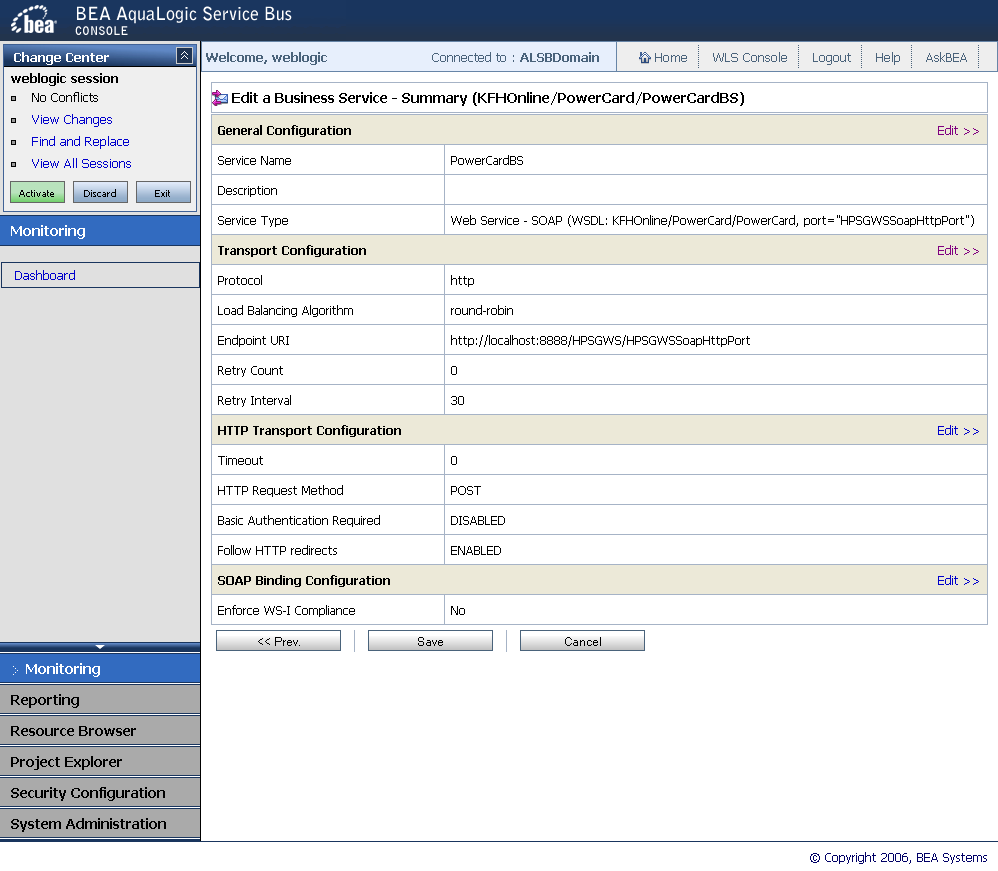 bea
BEA AquaLogic Service Bus
CONSOLE
Change Center
weblogic session
No Conflicts
View Changes
Find and Replace
View All Sessions
Activate Discard Exit
Monitoring
Dashboard
Monitoring
Reporting
Resource Browser
Project Explorer
Security Configuration
System Administration
Welcome, weblogic Connected to : ALSBDomain Home WLS Console Logout Help AskBEA
Edit a Business Service - Summary (KFHOnline/PowerCard/PowerCardBS)
General Configuration Edit >>
Service Name PowerCardBS
Description
Service Type Web Service - SOAP (WSDL: KFHOnline/PowerCard/PowerCard, port="HPSGWSSoapHttpPort")
Transport Configuration Edit >>
Protocol http
Load Balancing Algorithm round-robin
Endpoint URI http://localhost:8888/HPSGWS/HPSGWSSoapHttpPort
Retry Count 0
Retry Interval 30
HTTP Transport Configuration Edit >>
Timeout 0
HTTP Request Method POST
Basic Authentication Required DISABLED
Follow HTTP redirects ENABLED
SOAP Binding Configuration Edit >>
Enforce WS-I Compliance No
<< Prev. Save Cancel
© Copyright 2006, BEA Systems